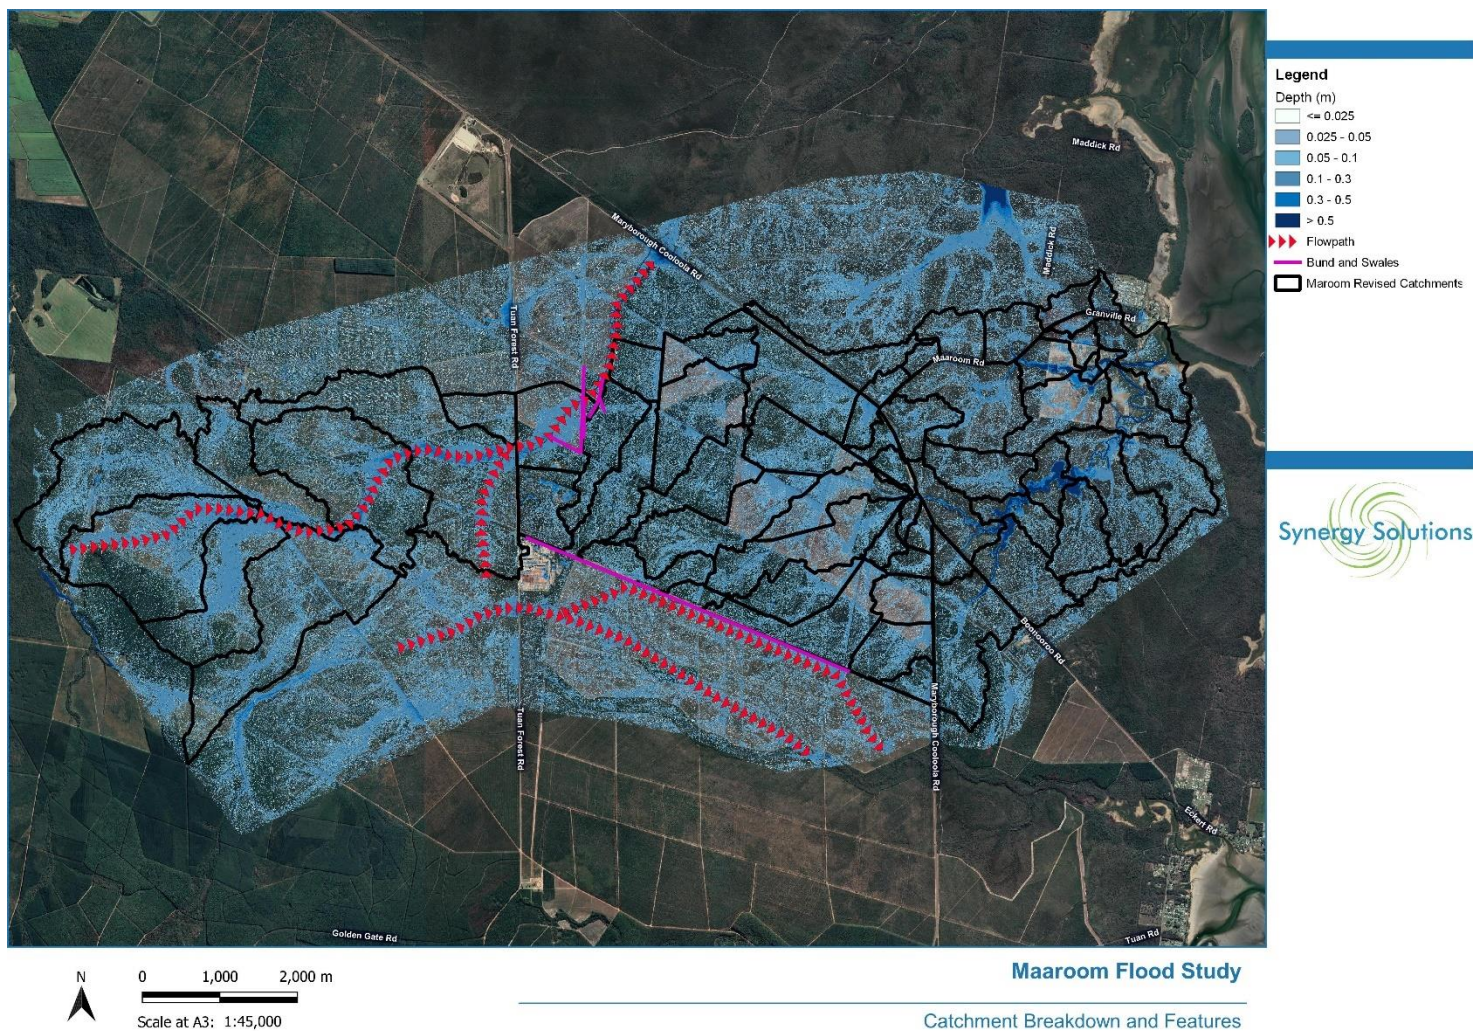 Maddick Rd
Maryborough Cooloola Rd
Maddick Rd
Tuan Forest Rd
Granville Rd
Maaroom Rd
Boonooroo Rd
Tuan Forest Rd
Maryborough Cooloola Rd
Eckert Rd
Golden Gate Rd
Tuan Rd
Legend
Depth (m)
<= 0.025
0.025 - 0.05
0.05 - 0.1
0.1 - 0.3
0.3 - 0.5
> 0.5
Flowpath
Bund and Swales
Maroom Revised Catchments
Synergy Solutions
N
0 1,000 2,000 m
Scale at A3: 1:45,000
Maaroom Flood Study
Catchment Breakdown and Features